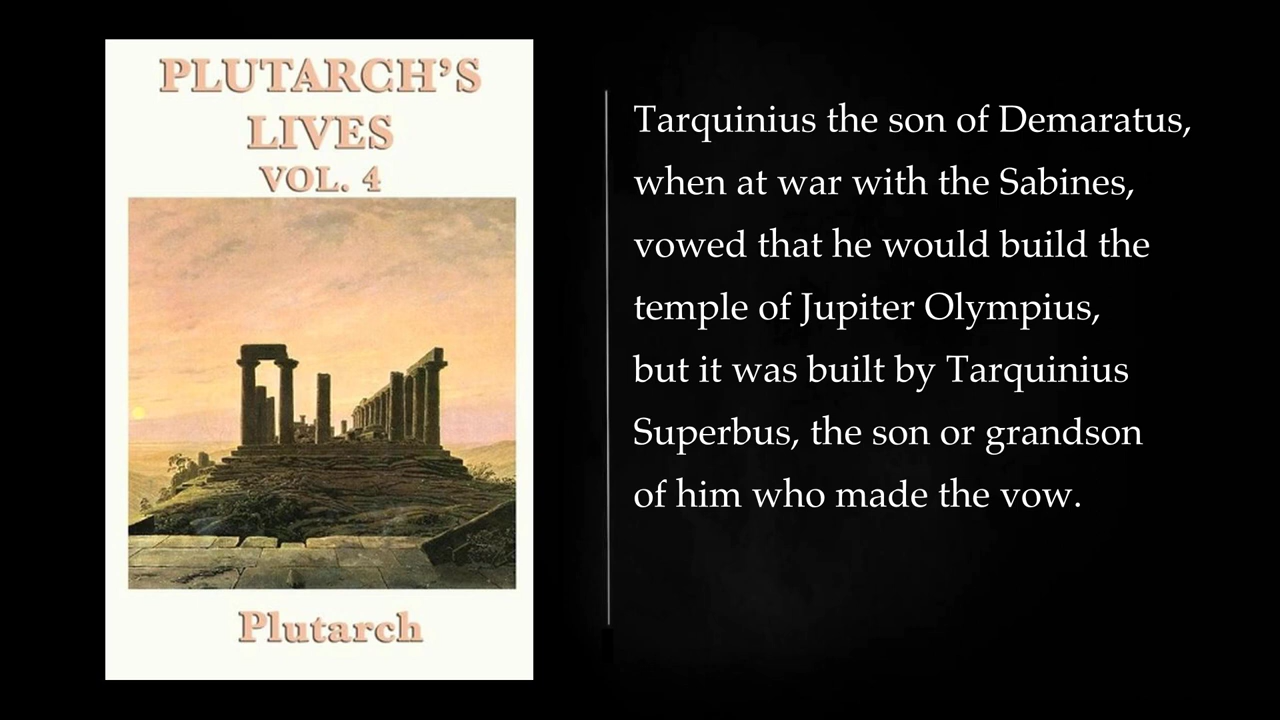 PLUTARCH'S
LIVES
VOL. 4
Plutarch
Tarquinius the son of Demaratus,
when at war with the Sabines,
vowed that he would build the
temple of Jupiter Olympius,
but it was built by Tarquinius
Superbus, the son or grandson
of him who made the vow.